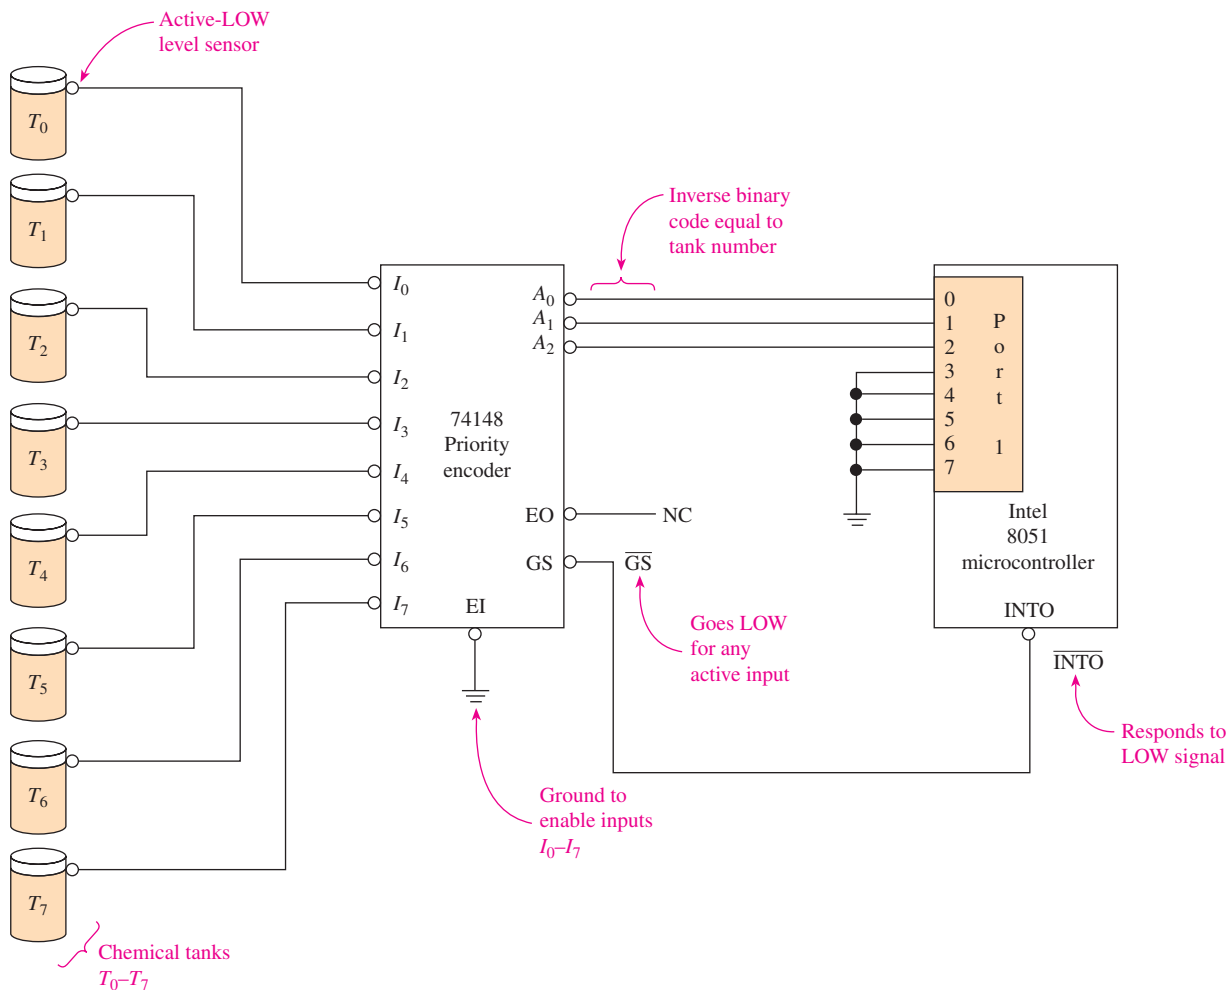 Active-LOW
level sensor
T0
T1
T2
T3
T4
T5
T6
T7
Chemical tanks
T0–T7
I0
I1
I2
I3
I4
I5
I6
I7
74148
Priority
encoder
A0
A1
A2
EO
GS
EI
NC
G̅S̅
Inverse binary
code equal to
tank number
Goes LOW
for any
active input
Ground to
enable inputs
I0–I7
0
1
2
3
4
5
6
7
Port 1
Intel
8051
microcontroller
INTO
I̅N̅T̅O̅
Responds to
LOW signal